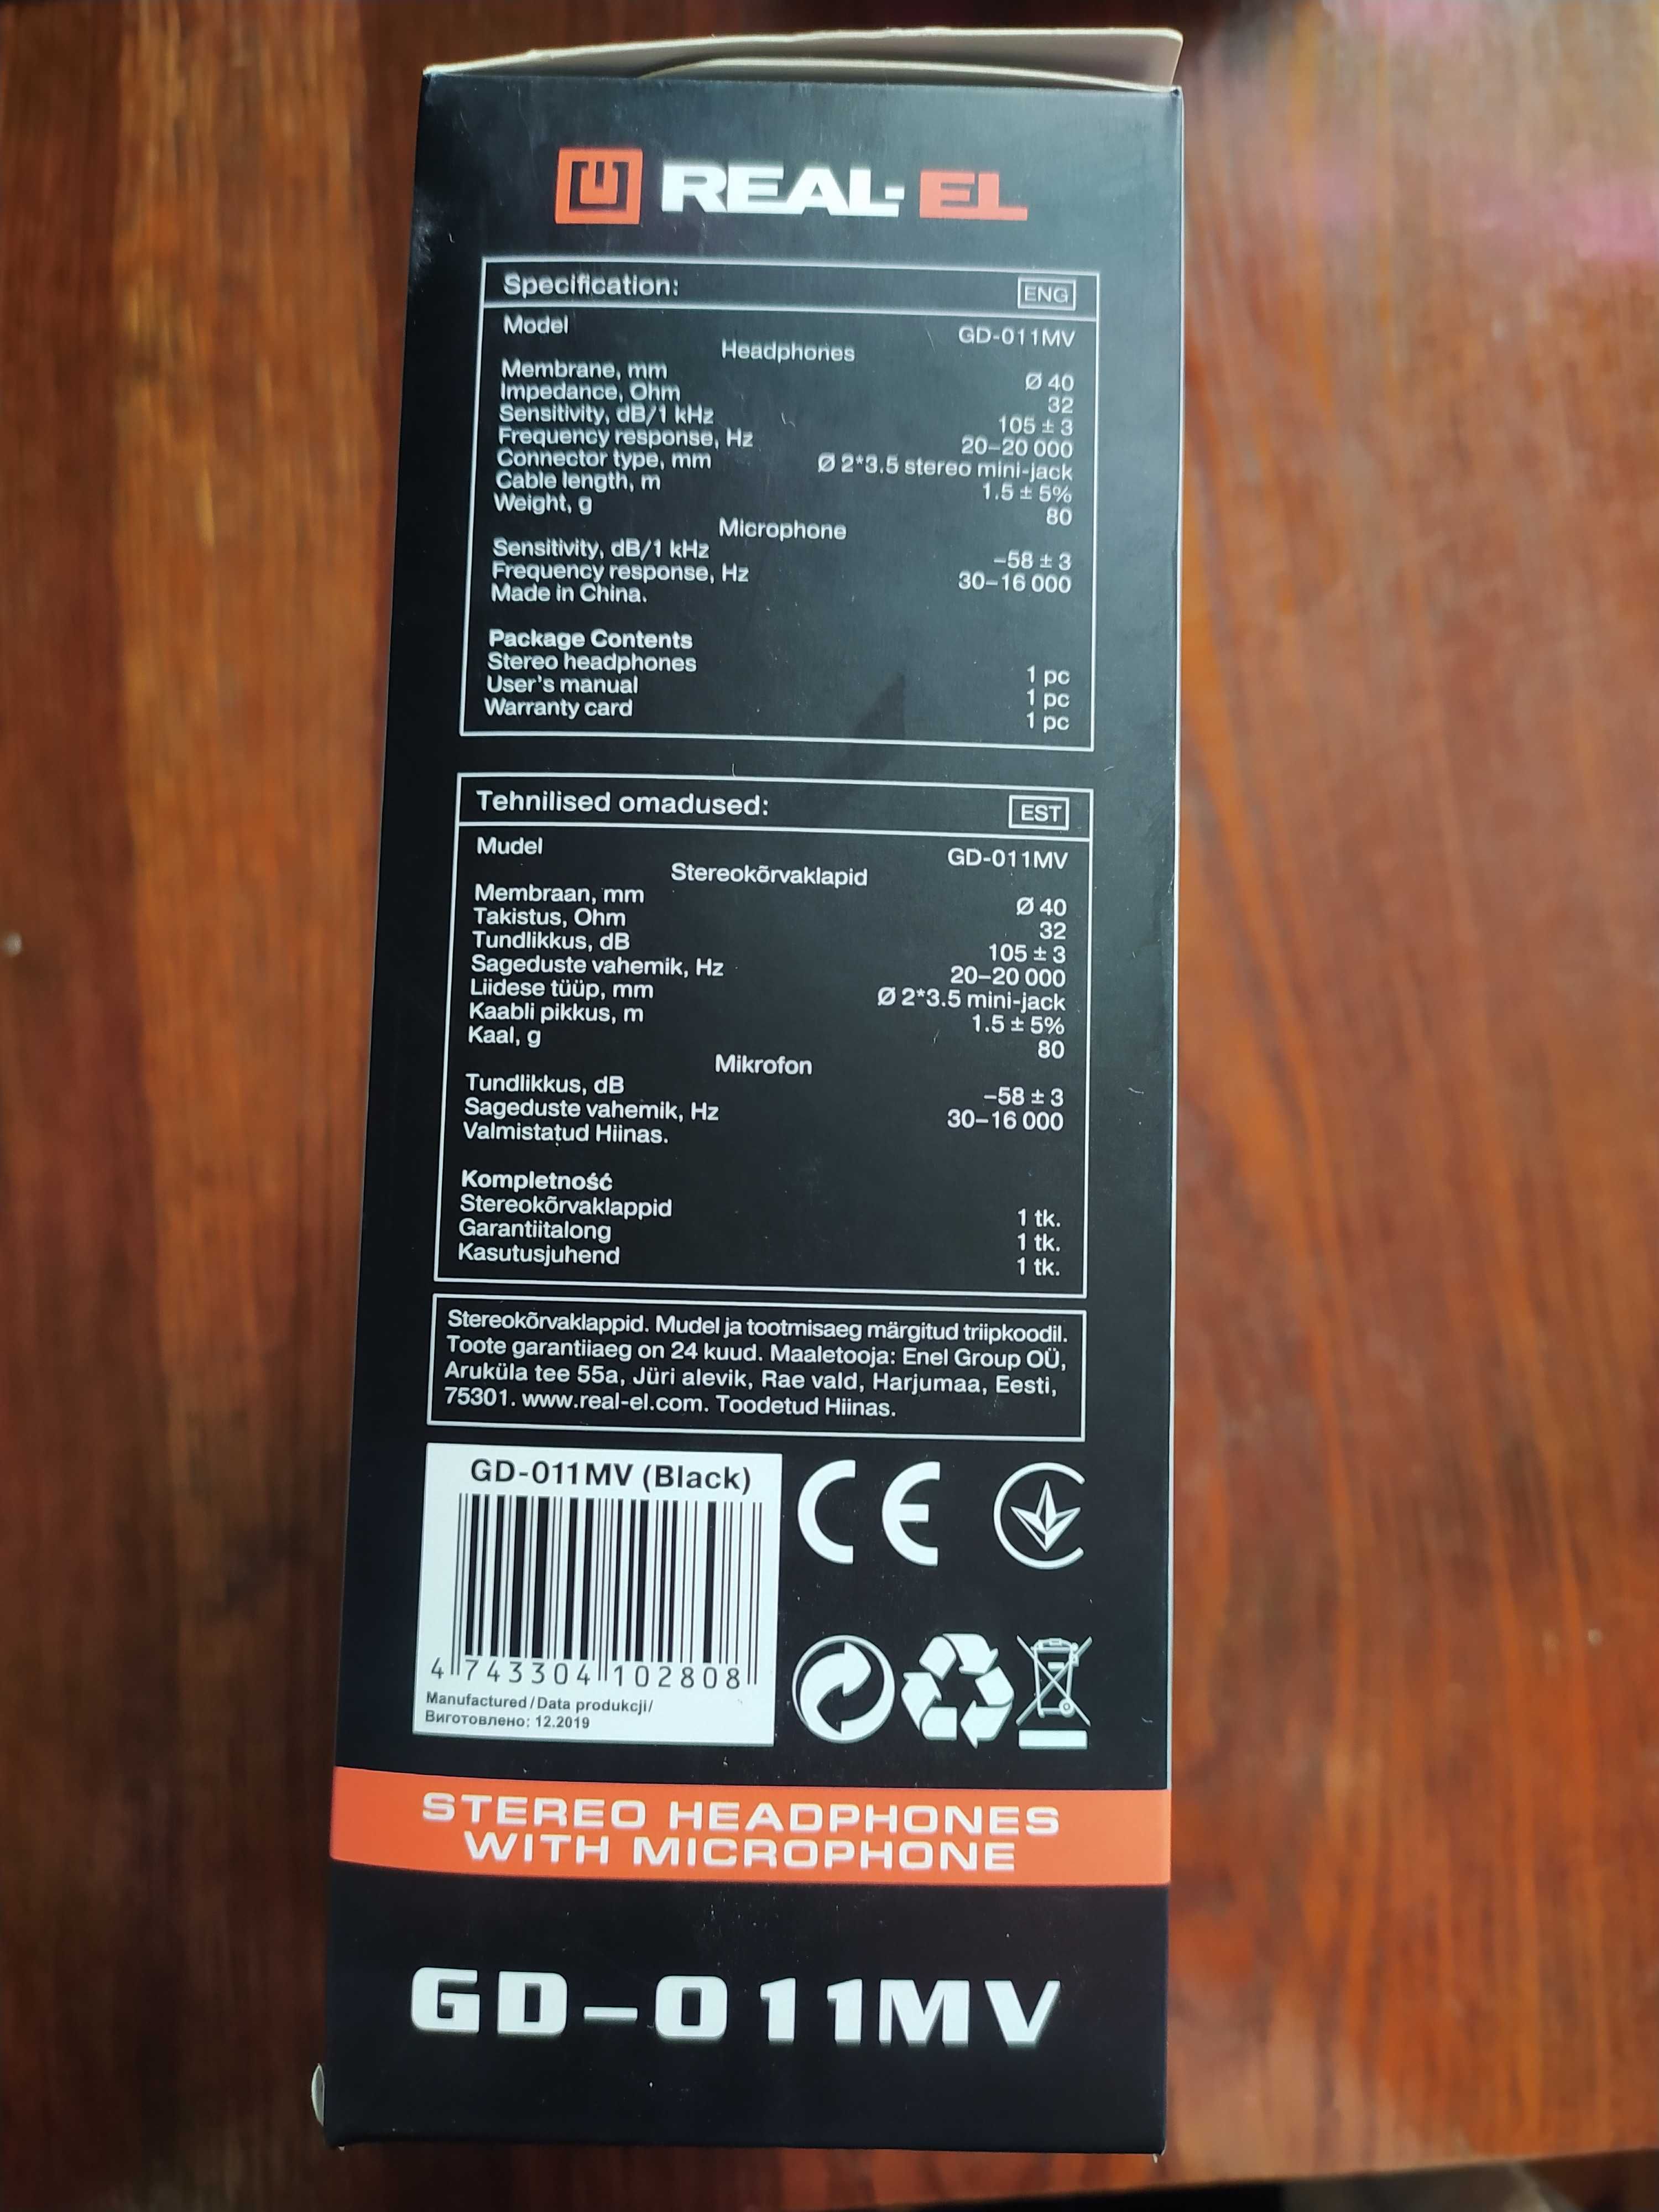 REAL-EL
Specification: ENG
Model GD-011MV
Headphones
Membrane, mm Ø 40
Impedance, Ohm 32
Sensitivity, dB/1 kHz 105 ± 3
Frequency response, Hz 20–20 000
Connector type, mm Ø 2*3.5 stereo mini-jack
Cable length, m 1.5 ± 5%
Weight, g 80
Microphone
Sensitivity, dB/1 kHz –58 ± 3
Frequency response, Hz 30–16 000
Made in China.
Package Contents
Stereo headphones 1 pc
User's manual 1 pc
Warranty card 1 pc
Tehnilised omadused: EST
Mudel GD-011MV
Stereokõrvaklapid
Membraan, mm Ø 40
Takistus, Ohm 32
Tundlikkus, dB 105 ± 3
Sageduste vahemik, Hz 20–20 000
Liidese tüüp, mm Ø 2*3.5 mini-jack
Kaabli pikkus, m 1.5 ± 5%
Kaal, g 80
Mikrofon
Tundlikkus, dB –58 ± 3
Sageduste vahemik, Hz 30–16 000
Valmistatud Hiinas.
Kompletność
Stereokõrvaklappid 1 tk.
Garantiitalong 1 tk.
Kasutusjuhend 1 tk.
Stereokõrvaklappid. Mudel ja tootmisaeg märgitud triipkoodil.
Toote garantiiaeg on 24 kuud. Maaletooja: Enel Group OÜ,
Aruküla tee 55a, Jüri alevik, Rae vald, Harjumaa, Eesti,
75301. www.real-el.com. Toodetud Hiinas.
GD-011MV (Black)
4 743304 102808
Manufactured / Data produkcji/
Виготовлено: 12.2019
CE
STEREO HEADPHONES
WITH MICROPHONE
GD-011MV